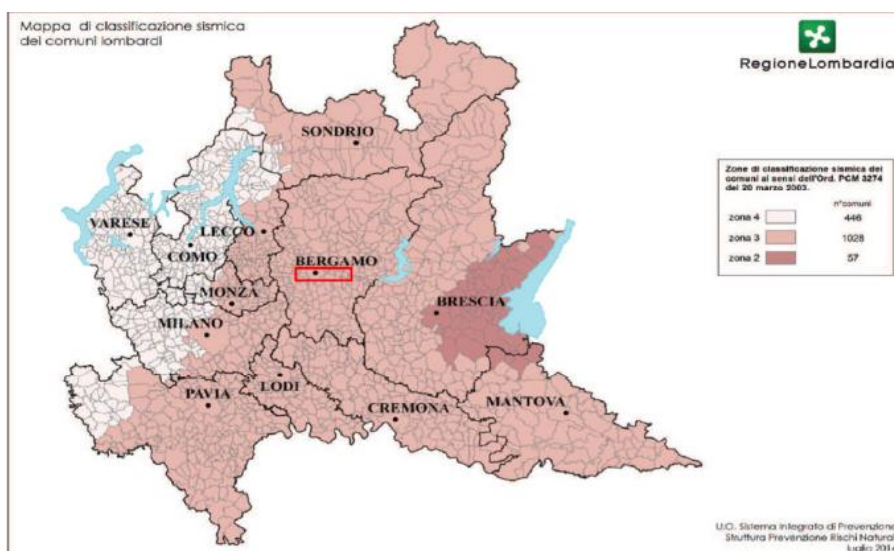 Mappa di classificazione sismica
dei comuni lombardi
RegioneLombardia
SONDRIO
VARESE
LECCO
COMO
BERGAMO
MONZA
BRESCIA
MILANO
PAVIA
LODI
CREMONA
MANTOVA
Zone di classificazione sismica dei
comuni ai sensi dell'Ord. PCM 3274
del 20 marzo 2003.
n°comuni
zona 4 446
zona 3 1028
zona 2 57
U.O. Sistema Integrato di Prevenzione
Struttura Prevenzione Rischi Natural
luglio